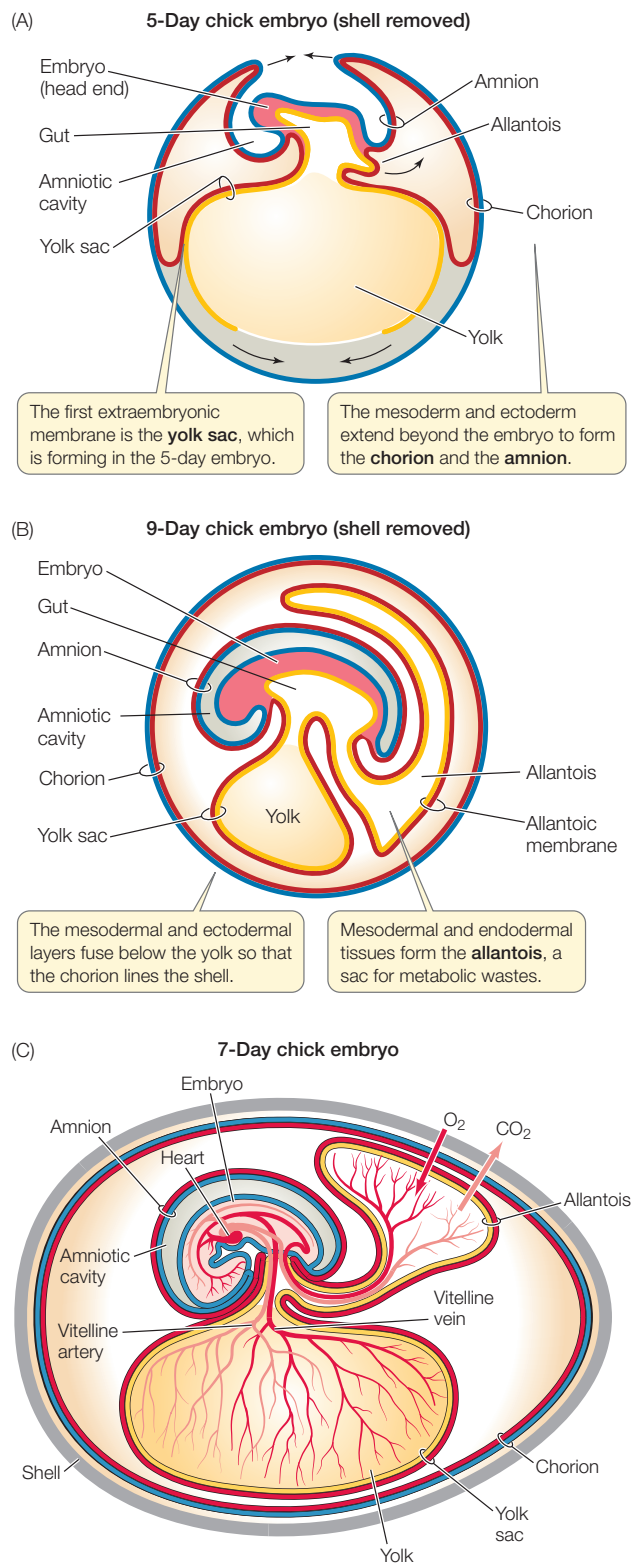 (A)
5-Day chick embryo (shell removed)
Embryo
(head end)
Gut
Amniotic
cavity
Yolk sac
Amnion
Allantois
Chorion
Yolk
The first extraembryonic
membrane is the yolk sac, which
is forming in the 5-day embryo.
The mesoderm and ectoderm
extend beyond the embryo to form
the chorion and the amnion.
(B)
9-Day chick embryo (shell removed)
Embryo
Gut
Amnion
Amniotic
cavity
Chorion
Yolk sac
Yolk
Allantois
Allantoic
membrane
The mesodermal and ectodermal
layers fuse below the yolk so that
the chorion lines the shell.
Mesodermal and endodermal
tissues form the allantois, a
sac for metabolic wastes.
(C)
7-Day chick embryo
Embryo
Amnion
Heart
O2
CO2
Allantois
Amniotic
cavity
Vitelline
artery
Vitelline
vein
Shell
Chorion
Yolk
sac
Yolk